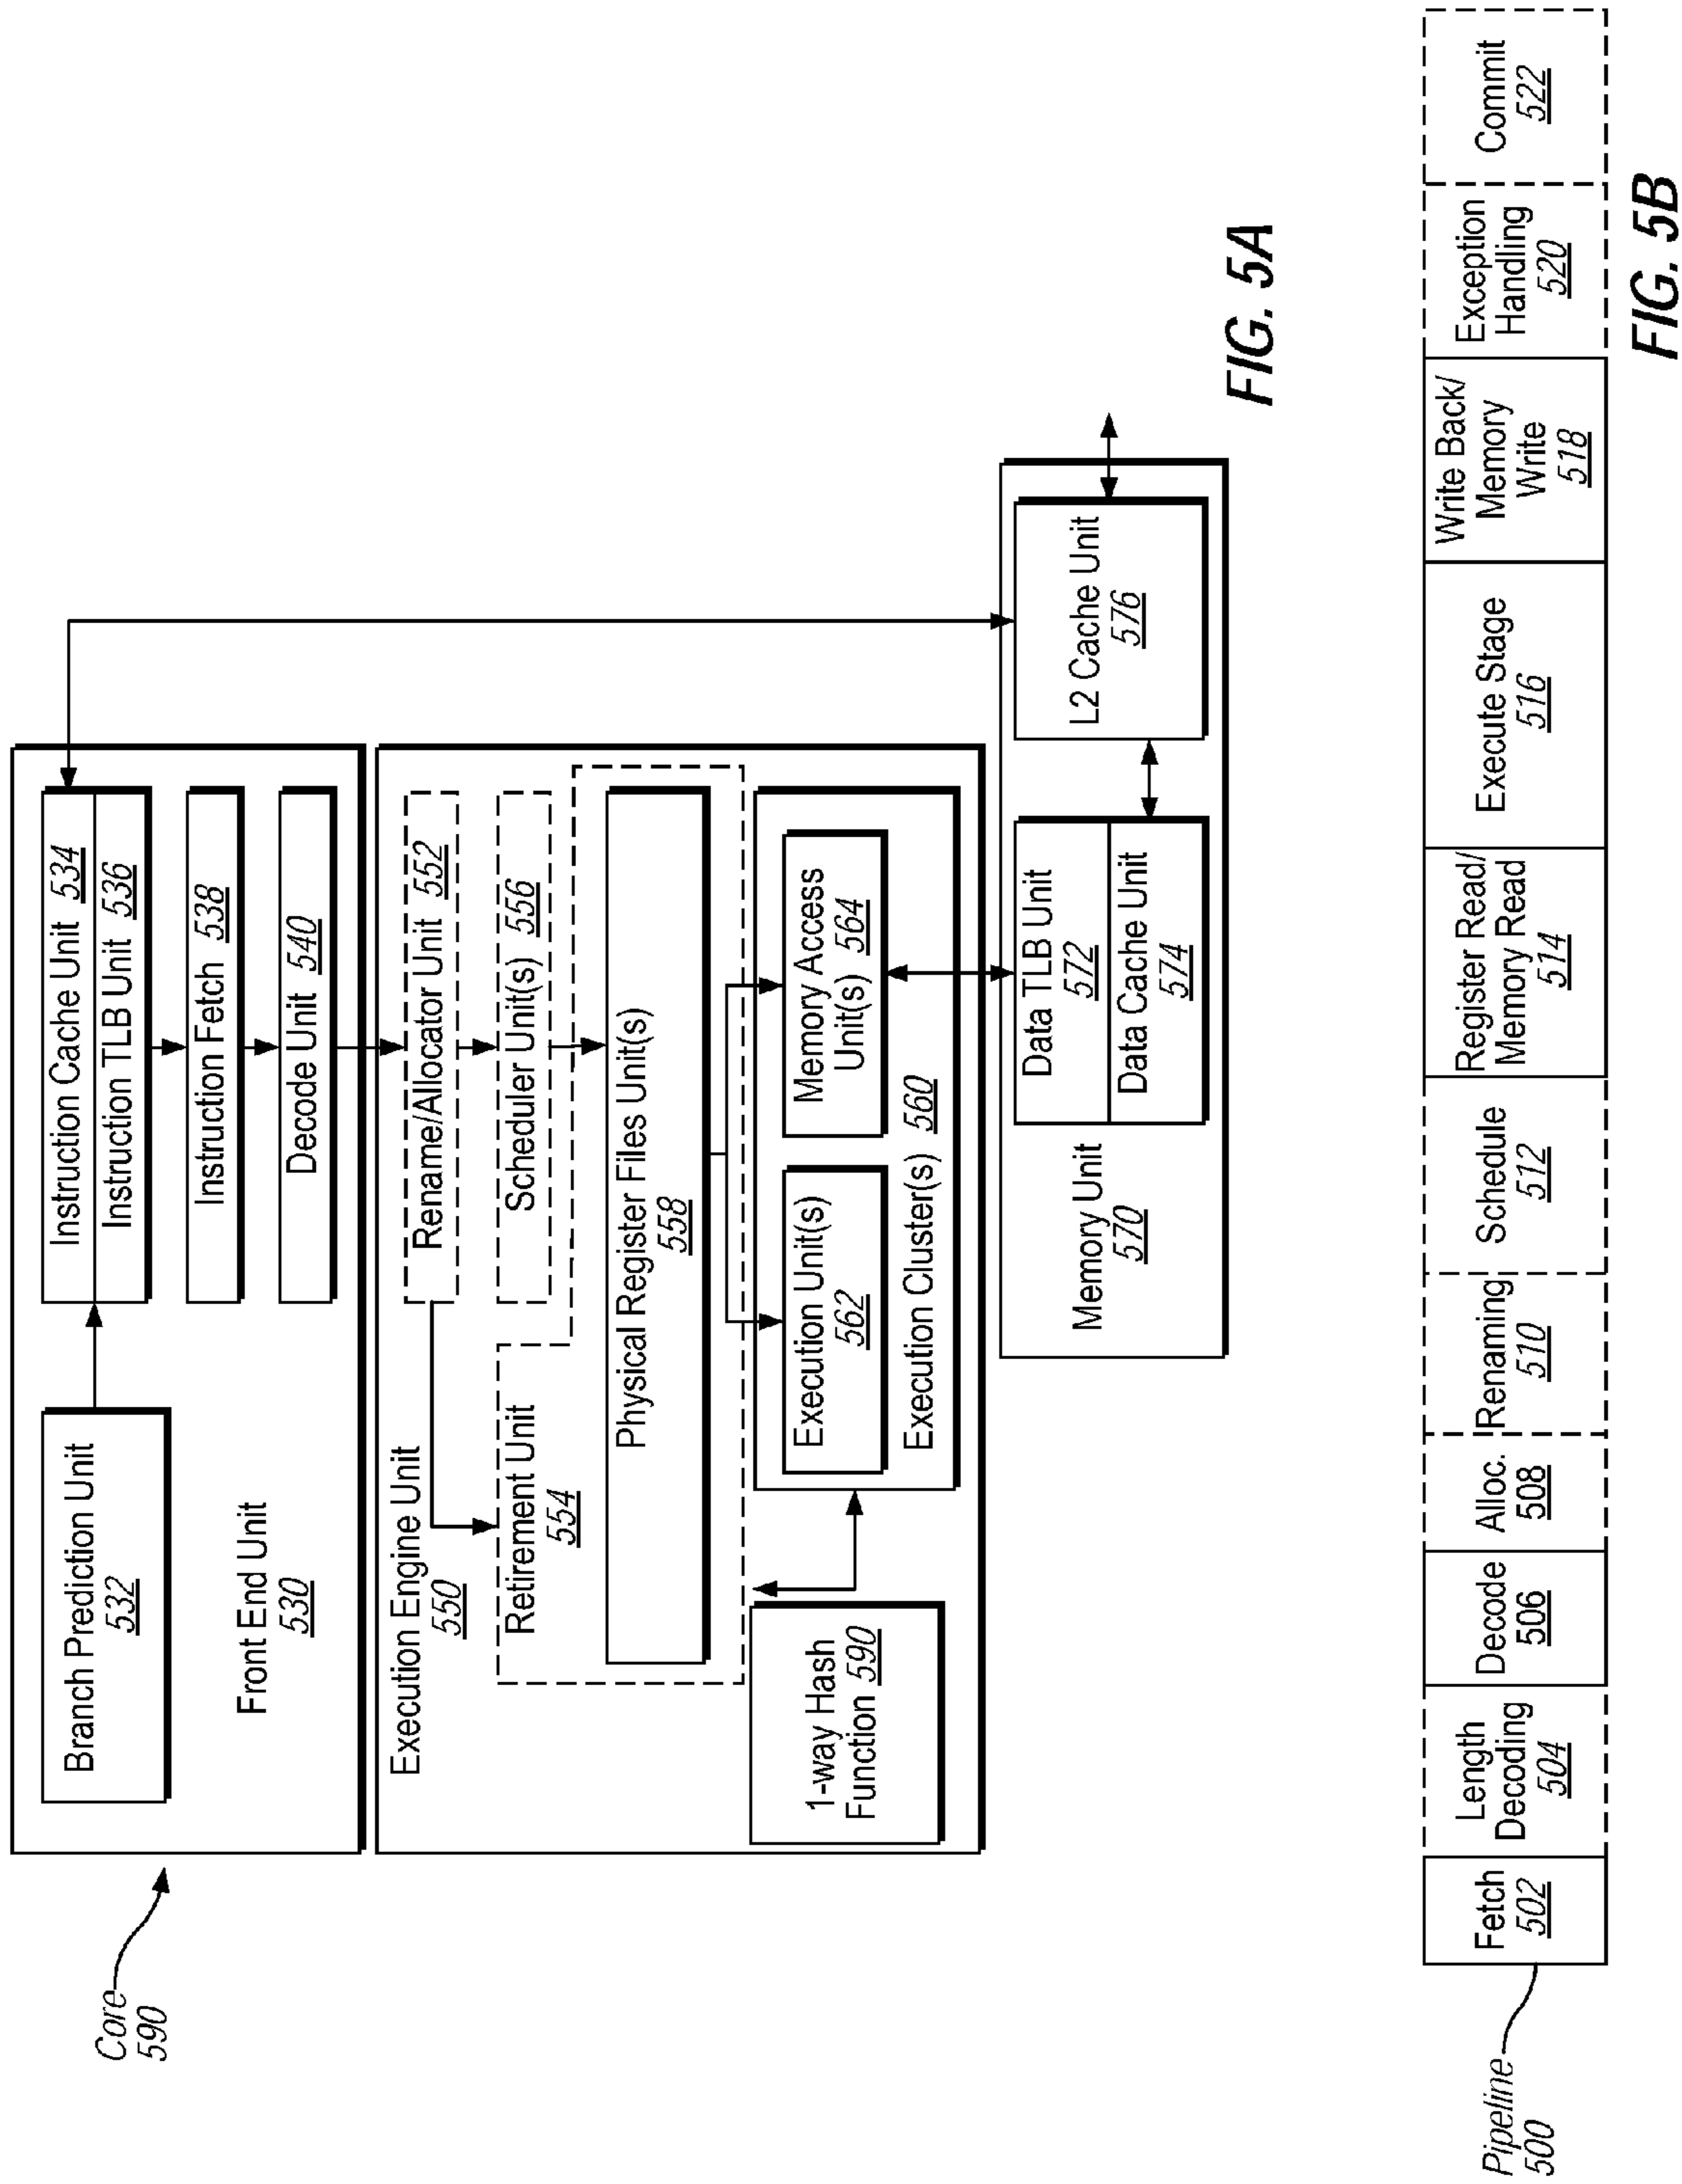 Core
590
Branch Prediction Unit
532
Instruction Cache Unit 534
Instruction TLB Unit 536
Instruction Fetch 538
Decode Unit 540
Front End Unit
530
Execution Engine Unit
550
Rename/Allocator Unit 552
Scheduler Unit(s) 556
Retirement Unit
554
Physical Register Files Unit(s)
558
1-way Hash
Function 590
Execution Unit(s)
562
Memory Access
Unit(s) 564
Execution Cluster(s) 560
Memory Unit
570
Data TLB Unit
572
Data Cache Unit
574
L2 Cache Unit
576
FIG. 5A
Pipeline
500
Fetch
502
Length
Decoding
504
Decode
506
Alloc.
508
Renaming
510
Schedule
512
Register Read/
Memory Read
514
Execute Stage
516
Write Back/
Memory
Write
518
Exception
Handling
520
Commit
522
FIG. 5B